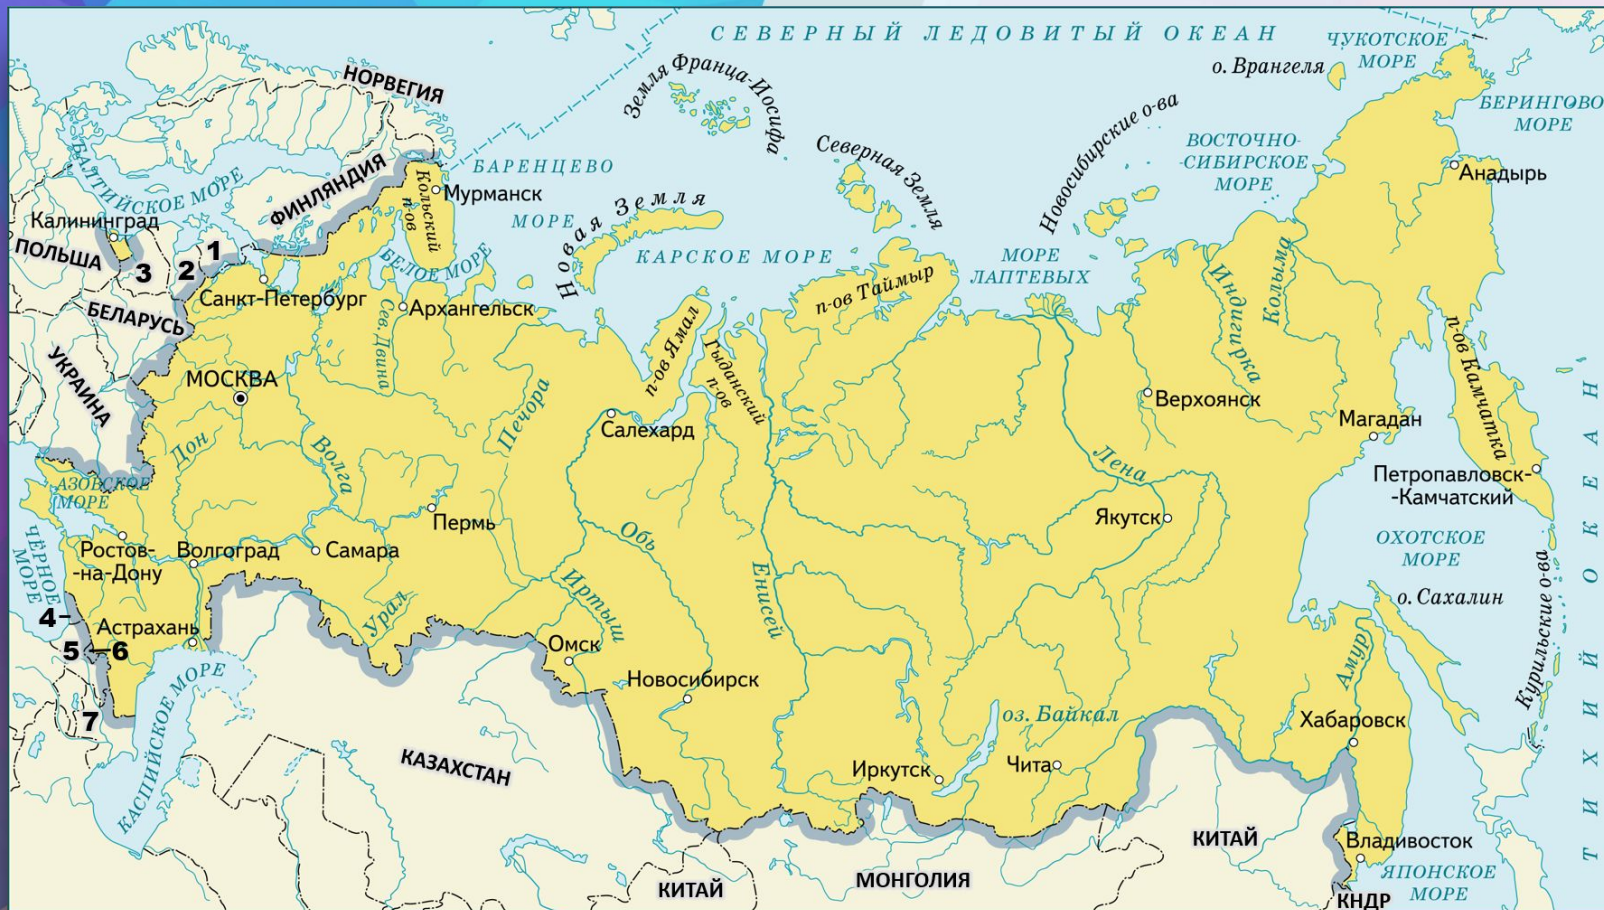 СЕВЕРНЫЙ ЛЕДОВИТЫЙ ОКЕАН
ЧУКОТСКОЕ
МОРЕ
о. Врангеля
НОРВЕГИЯ
Земля Франца-Иосифа
БЕРИНГОВО
МОРЕ
Новосибирские о-ва
ВОСТОЧНО-
-СИБИРСКОЕ
МОРЕ
Северная Земля
БАЛТИЙСКОЕ МОРЕ
ФИНЛЯНДИЯ
БАРЕНЦЕВО
МОРЕ
Кольский
п-ов
Мурманск
Анадырь
Новая Земля
Калининград
ПОЛЬША
1
2
3
БЕЛОЕ МОРЕ
КАРСКОЕ МОРЕ
МОРЕ
ЛАПТЕВЫХ
п-ов Таймыр
Индигирка
Колыма
Санкт-Петербург
Архангельск
БЕЛАРУСЬ
Сев. Двина
п-ов Ямал
Гыданский
п-ов
п-ов Камчатка
УКРАИНА
МОСКВА
Печора
Верхоянск
Салехард
Магадан
Дон
Волга
Лена
Петропавловск-
-Камчатский
АЗОВСКОЕ
МОРЕ
Пермь
Якутск
ЧЁРНОЕ
МОРЕ
Ростов-
-на-Дону
Волгоград
Самара
Обь
Енисей
ОХОТСКОЕ
МОРЕ
ТИХИЙ ОКЕАН
Урал
Иртыш
о. Сахалин
Курильские о-ва
4
Астрахань
5
6
Омск
Амур
Новосибирск
КАСПИЙСКОЕ МОРЕ
7
оз. Байкал
Хабаровск
КАЗАХСТАН
Иркутск
Чита
КИТАЙ
Владивосток
КИТАЙ
МОНГОЛИЯ
ЯПОНСКОЕ
МОРЕ
КНДР